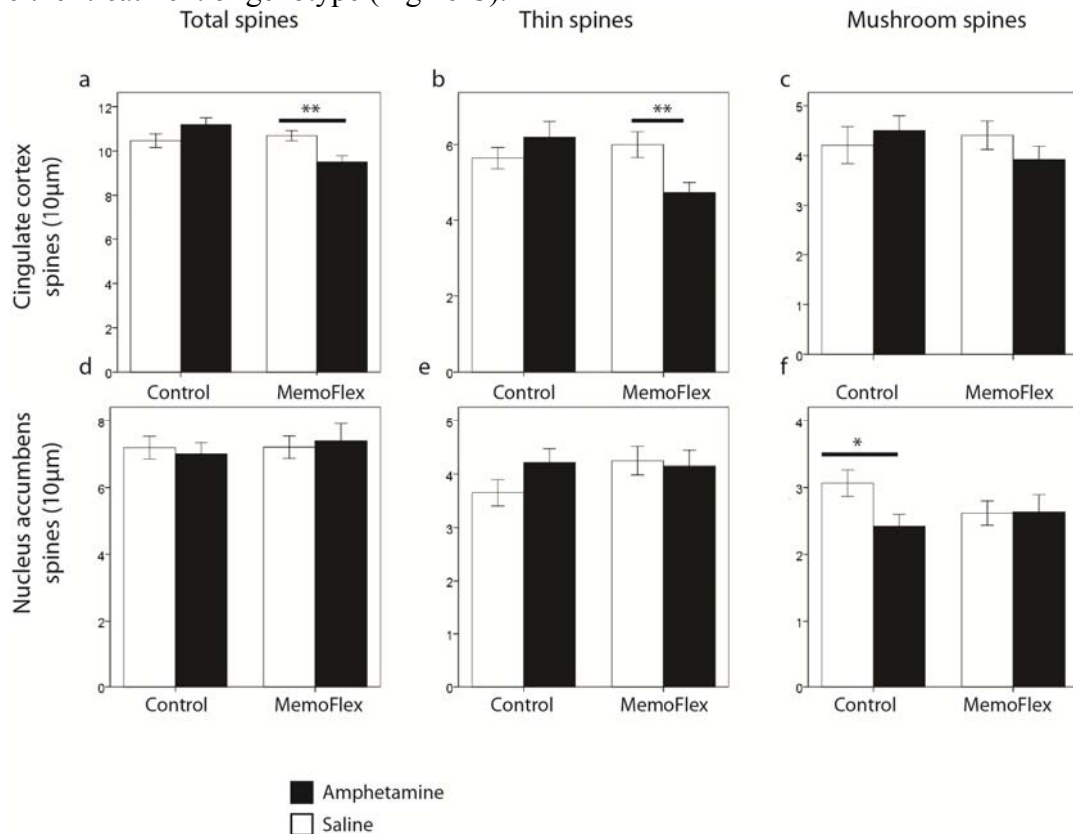 Total spines Thin spines Mushroom spines
a b c
Cingulate cortex
spines (10µm)
12
10
8
6
4
2
0
**
6
4
2
0
**
5
4
3
2
1
0
Control MemoFlex
Control MemoFlex
Control MemoFlex
d e f
Nucleus accumbens
spines (10µm)
8
6
4
2
0
5
4
3
2
1
0
4
3
2
1
0
*
Control MemoFlex
Control MemoFlex
Control MemoFlex
Amphetamine
Saline